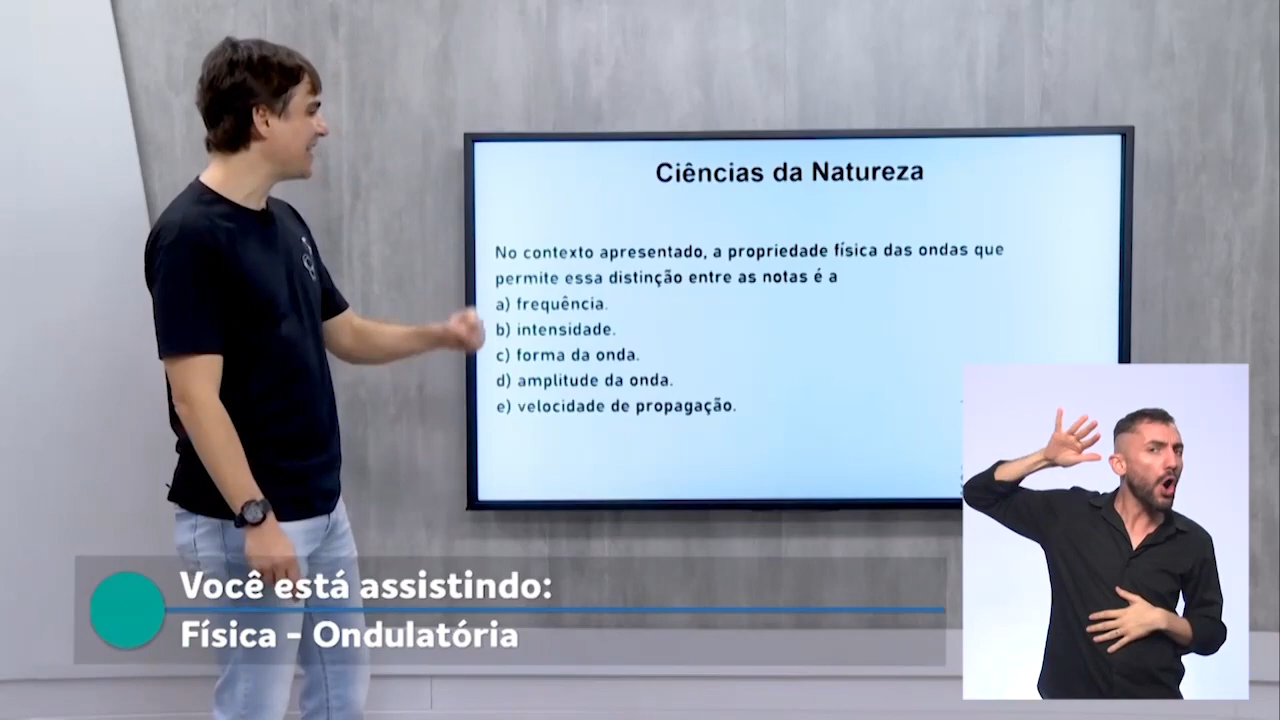 Ciências da Natureza
No contexto apresentado, a propriedade física das ondas que
permite essa distinção entre as notas é a
a) frequência.
b) intensidade.
c) forma da onda.
d) amplitude da onda.
e) velocidade de propagação.
Você está assistindo:
Física - Ondulatória